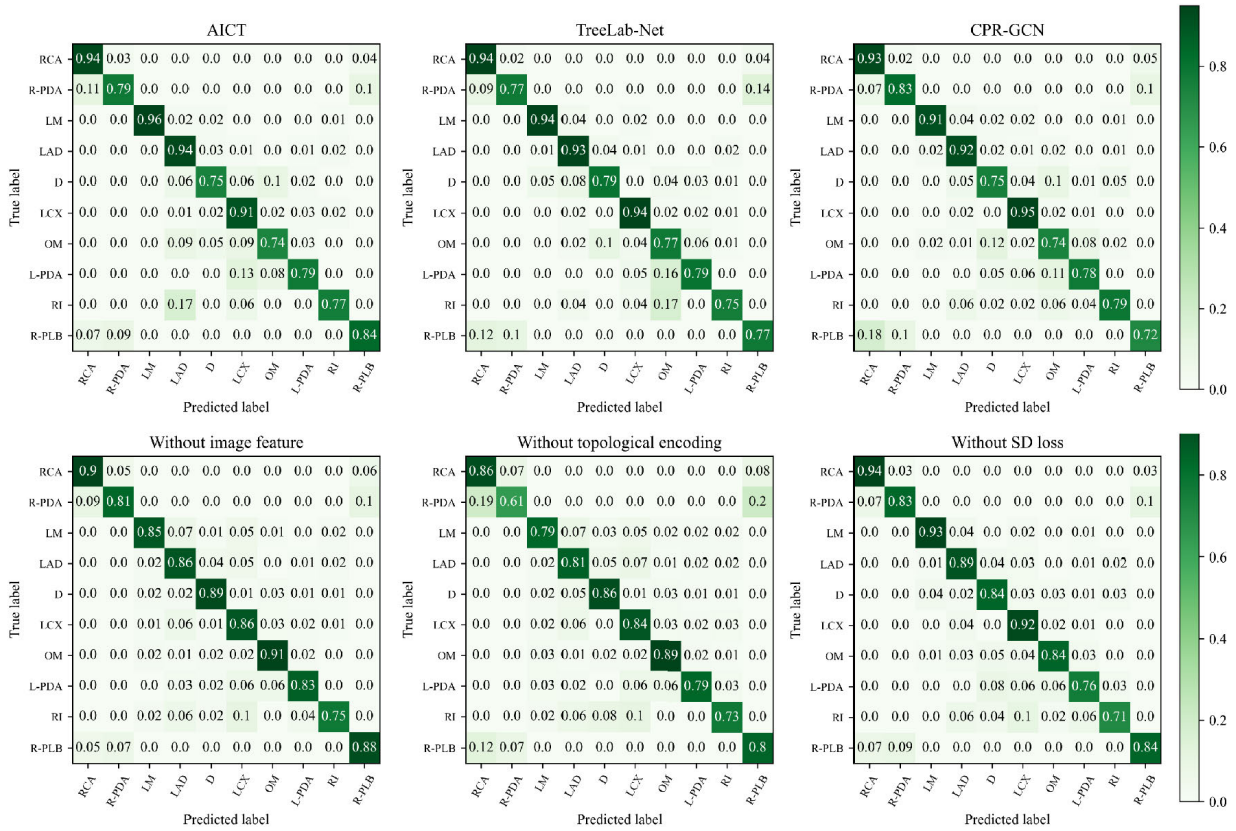 AICT TreeLab-Net CPR-GCN
RCA 0.94 0.03 0.0 0.0 0.0 0.0 0.0 0.0 0.0 0.04
R-PDA 0.11 0.79 0.0 0.0 0.0 0.0 0.0 0.0 0.0 0.1
LM 0.0 0.0 0.96 0.02 0.02 0.0 0.0 0.0 0.01 0.0
LAD 0.0 0.0 0.0 0.94 0.03 0.01 0.0 0.01 0.02 0.0
D 0.0 0.0 0.0 0.06 0.75 0.06 0.1 0.02 0.0 0.0
LCX 0.0 0.0 0.0 0.01 0.02 0.91 0.02 0.03 0.02 0.0
OM 0.0 0.0 0.0 0.09 0.05 0.09 0.74 0.03 0.0 0.0
L-PDA 0.0 0.0 0.0 0.0 0.0 0.13 0.08 0.79 0.0 0.0
RI 0.0 0.0 0.0 0.17 0.0 0.06 0.0 0.0 0.77 0.0
R-PLB 0.07 0.09 0.0 0.0 0.0 0.0 0.0 0.0 0.0 0.84
True label
RCA R-PDA LM LAD D LCX OM L-PDA RI R-PLB
Predicted label
RCA 0.94 0.02 0.0 0.0 0.0 0.0 0.0 0.0 0.0 0.04
R-PDA 0.09 0.77 0.0 0.0 0.0 0.0 0.0 0.0 0.0 0.14
LM 0.0 0.0 0.94 0.04 0.0 0.02 0.0 0.0 0.0 0.0
LAD 0.0 0.0 0.01 0.93 0.04 0.01 0.0 0.0 0.02 0.0
D 0.0 0.0 0.05 0.08 0.79 0.0 0.04 0.03 0.01 0.0
LCX 0.0 0.0 0.0 0.02 0.0 0.94 0.02 0.02 0.01 0.0
OM 0.0 0.0 0.0 0.02 0.1 0.04 0.77 0.06 0.01 0.0
L-PDA 0.0 0.0 0.0 0.0 0.0 0.05 0.16 0.79 0.0 0.0
RI 0.0 0.0 0.0 0.04 0.0 0.04 0.17 0.0 0.75 0.0
R-PLB 0.12 0.1 0.0 0.0 0.0 0.0 0.0 0.0 0.0 0.77
True label
RCA R-PDA LM LAD D LCX OM L-PDA RI R-PLB
Predicted label
RCA 0.93 0.02 0.0 0.0 0.0 0.0 0.0 0.0 0.0 0.05
R-PDA 0.07 0.83 0.0 0.0 0.0 0.0 0.0 0.0 0.0 0.1
LM 0.0 0.0 0.91 0.04 0.02 0.02 0.0 0.0 0.01 0.0
LAD 0.0 0.0 0.02 0.92 0.02 0.01 0.0 0.01 0.01 0.0
D 0.0 0.0 0.0 0.05 0.75 0.04 0.1 0.01 0.05 0.0
LCX 0.0 0.0 0.0 0.02 0.0 0.95 0.02 0.01 0.0 0.0
OM 0.0 0.0 0.02 0.01 0.12 0.02 0.74 0.08 0.02 0.0
L-PDA 0.0 0.0 0.0 0.0 0.05 0.06 0.11 0.78 0.0 0.0
RI 0.0 0.0 0.0 0.06 0.02 0.02 0.06 0.04 0.79 0.0
R-PLB 0.18 0.1 0.0 0.0 0.0 0.0 0.0 0.0 0.0 0.72
True label
RCA R-PDA LM LAD D LCX OM L-PDA RI R-PLB
Predicted label
0.8
0.6
0.4
0.2
0.0
Without image feature Without topological encoding Without SD loss
RCA 0.9 0.05 0.0 0.0 0.0 0.0 0.0 0.0 0.0 0.06
R-PDA 0.09 0.81 0.0 0.0 0.0 0.0 0.0 0.0 0.0 0.1
LM 0.0 0.0 0.85 0.07 0.01 0.05 0.01 0.0 0.02 0.0
LAD 0.0 0.0 0.02 0.86 0.04 0.05 0.0 0.01 0.02 0.0
D 0.0 0.0 0.02 0.02 0.89 0.01 0.03 0.01 0.03 0.0
LCX 0.0 0.0 0.01 0.06 0.01 0.86 0.03 0.02 0.01 0.0
OM 0.0 0.0 0.02 0.01 0.02 0.02 0.91 0.02 0.0 0.0
L-PDA 0.0 0.0 0.0 0.03 0.02 0.06 0.06 0.83 0.0 0.0
RI 0.0 0.0 0.02 0.06 0.02 0.1 0.0 0.04 0.75 0.0
R-PLB 0.05 0.07 0.0 0.0 0.0 0.0 0.0 0.0 0.0 0.88
True label
RCA R-PDA LM LAD D LCX OM L-PDA RI R-PLB
Predicted label
RCA 0.86 0.07 0.0 0.0 0.0 0.0 0.0 0.0 0.0 0.08
R-PDA 0.19 0.61 0.0 0.0 0.0 0.0 0.0 0.0 0.0 0.2
LM 0.0 0.0 0.79 0.07 0.03 0.05 0.02 0.02 0.02 0.0
LAD 0.0 0.0 0.02 0.81 0.05 0.07 0.01 0.02 0.02 0.0
D 0.0 0.0 0.02 0.02 0.86 0.01 0.03 0.02 0.04 0.0
LCX 0.0 0.0 0.02 0.06 0.0 0.84 0.03 0.02 0.03 0.0
OM 0.0 0.0 0.03 0.01 0.02 0.02 0.89 0.02 0.01 0.0
L-PDA 0.0 0.0 0.03 0.02 0.0 0.06 0.06 0.79 0.03 0.0
RI 0.0 0.0 0.02 0.06 0.08 0.1 0.0 0.0 0.73 0.0
R-PLB 0.12 0.07 0.0 0.0 0.0 0.0 0.0 0.0 0.0 0.8
True label
RCA R-PDA LM LAD D LCX OM L-PDA RI R-PLB
Predicted label
RCA 0.94 0.03 0.0 0.0 0.0 0.0 0.0 0.0 0.0 0.03
R-PDA 0.07 0.83 0.0 0.0 0.0 0.0 0.0 0.0 0.0 0.1
LM 0.0 0.0 0.93 0.04 0.0 0.02 0.0 0.0 0.01 0.0
LAD 0.0 0.0 0.01 0.89 0.04 0.03 0.0 0.01 0.02 0.0
D 0.0 0.0 0.04 0.02 0.84 0.03 0.03 0.01 0.03 0.0
LCX 0.0 0.0 0.0 0.04 0.0 0.92 0.02 0.01 0.0 0.0
OM 0.0 0.0 0.01 0.03 0.05 0.04 0.84 0.03 0.0 0.0
L-PDA 0.0 0.0 0.0 0.0 0.08 0.06 0.06 0.76 0.03 0.0
RI 0.0 0.0 0.0 0.06 0.04 0.1 0.02 0.06 0.71 0.0
R-PLB 0.07 0.09 0.0 0.0 0.0 0.0 0.0 0.0 0.0 0.84
True label
RCA R-PDA LM LAD D LCX OM L-PDA RI R-PLB
Predicted label
0.8
0.6
0.4
0.2
0.0